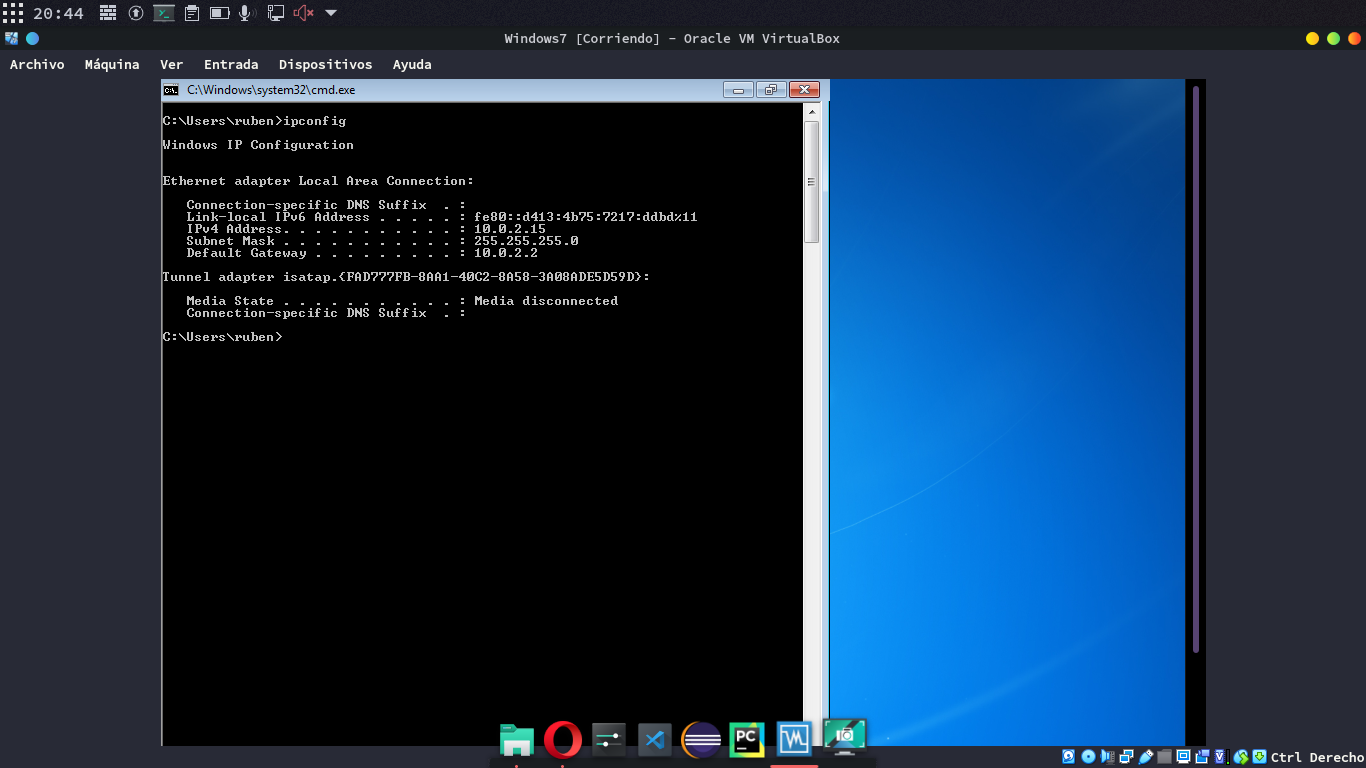 20:44
Windows7 [Corriendo] - Oracle VM VirtualBox
Archivo Máquina Ver Entrada Dispositivos Ayuda
C:\Windows\system32\cmd.exe
C:\Users\ruben>ipconfig
Windows IP Configuration
Ethernet adapter Local Area Connection:
Connection-specific DNS Suffix . :
Link-local IPv6 Address . . . . . : fe80::d413:4b75:7217:ddbd%11
IPv4 Address. . . . . . . . . . . : 10.0.2.15
Subnet Mask . . . . . . . . . . . : 255.255.255.0
Default Gateway . . . . . . . . . : 10.0.2.2
Tunnel adapter isatap.{FAD777FB-8AA1-40C2-8A58-3A08ADE5D59D}:
Media State . . . . . . . . . . . : Media disconnected
Connection-specific DNS Suffix . :
C:\Users\ruben>
PC
Ctrl Derecho